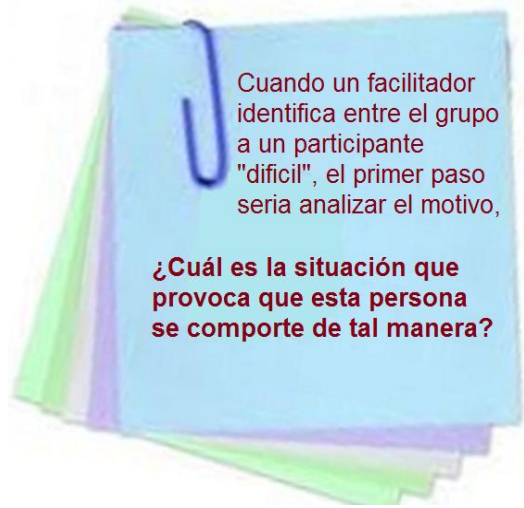 Cuando un facilitador
identifica entre el grupo
a un participante
"dificil", el primer paso
seria analizar el motivo,
¿Cuál es la situación que
provoca que esta persona
se comporte de tal manera?